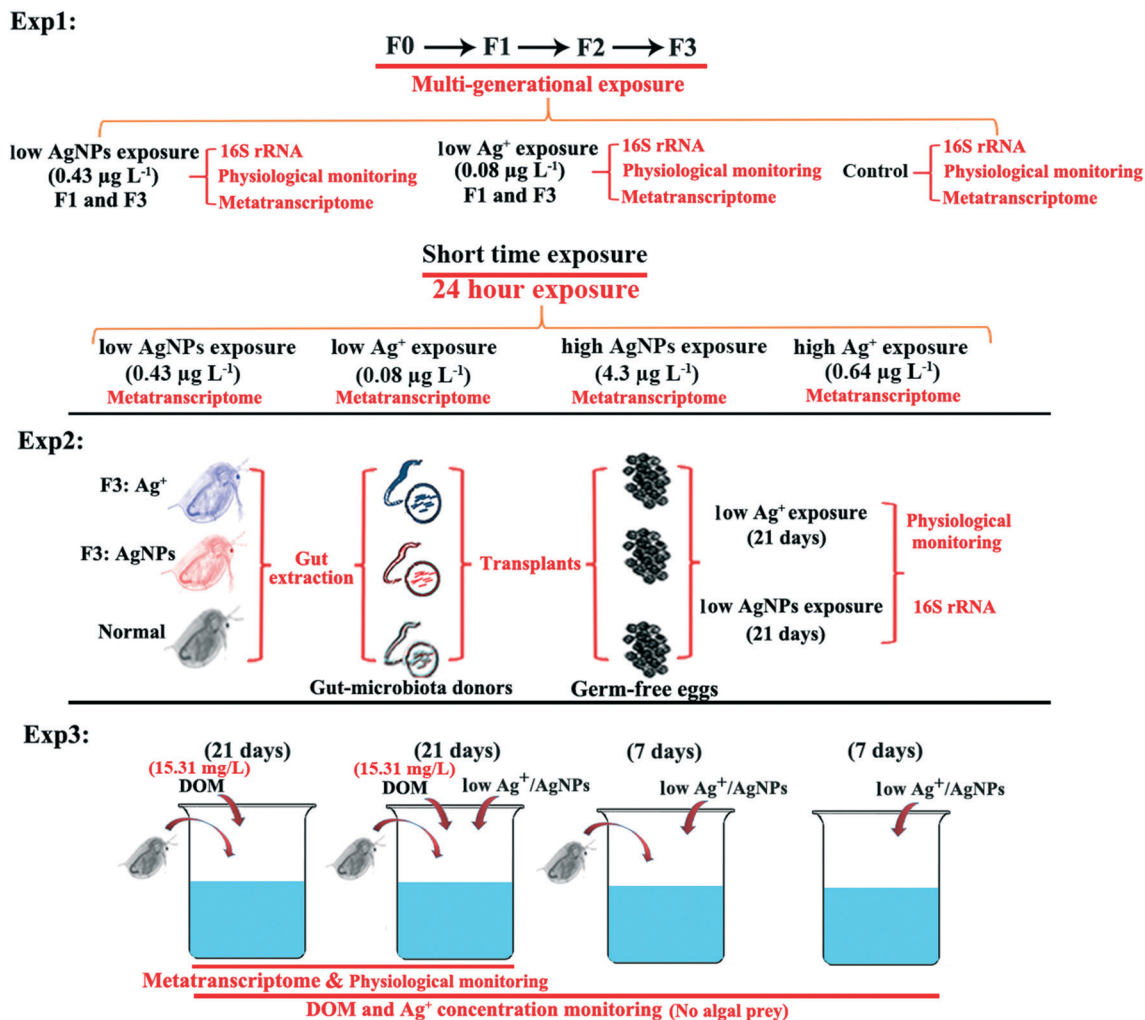 Exp1:
F0 → F1 → F2 → F3
Multi-generational exposure
low AgNPs exposure
(0.43 µg L⁻¹)
F1 and F3
16S rRNA
Physiological monitoring
Metatranscriptome
low Ag⁺ exposure
(0.08 µg L⁻¹)
F1 and F3
16S rRNA
Physiological monitoring
Metatranscriptome
Control
16S rRNA
Physiological monitoring
Metatranscriptome
Short time exposure
24 hour exposure
low AgNPs exposure
(0.43 µg L⁻¹)
Metatranscriptome
low Ag⁺ exposure
(0.08 µg L⁻¹)
Metatranscriptome
high AgNPs exposure
(4.3 µg L⁻¹)
Metatranscriptome
high Ag⁺ exposure
(0.64 µg L⁻¹)
Metatranscriptome
Exp2:
F3: Ag⁺
F3: AgNPs
Normal
Gut
extraction
Gut-microbiota donors
Transplants
Germ-free eggs
low Ag⁺ exposure
(21 days)
low AgNPs exposure
(21 days)
Physiological
monitoring
16S rRNA
Exp3:
(21 days)
(15.31 mg/L)
DOM
(21 days)
(15.31 mg/L)
DOM
low Ag⁺/AgNPs
(7 days)
low Ag⁺/AgNPs
(7 days)
low Ag⁺/AgNPs
Metatranscriptome & Physiological monitoring
DOM and Ag⁺ concentration monitoring (No algal prey)